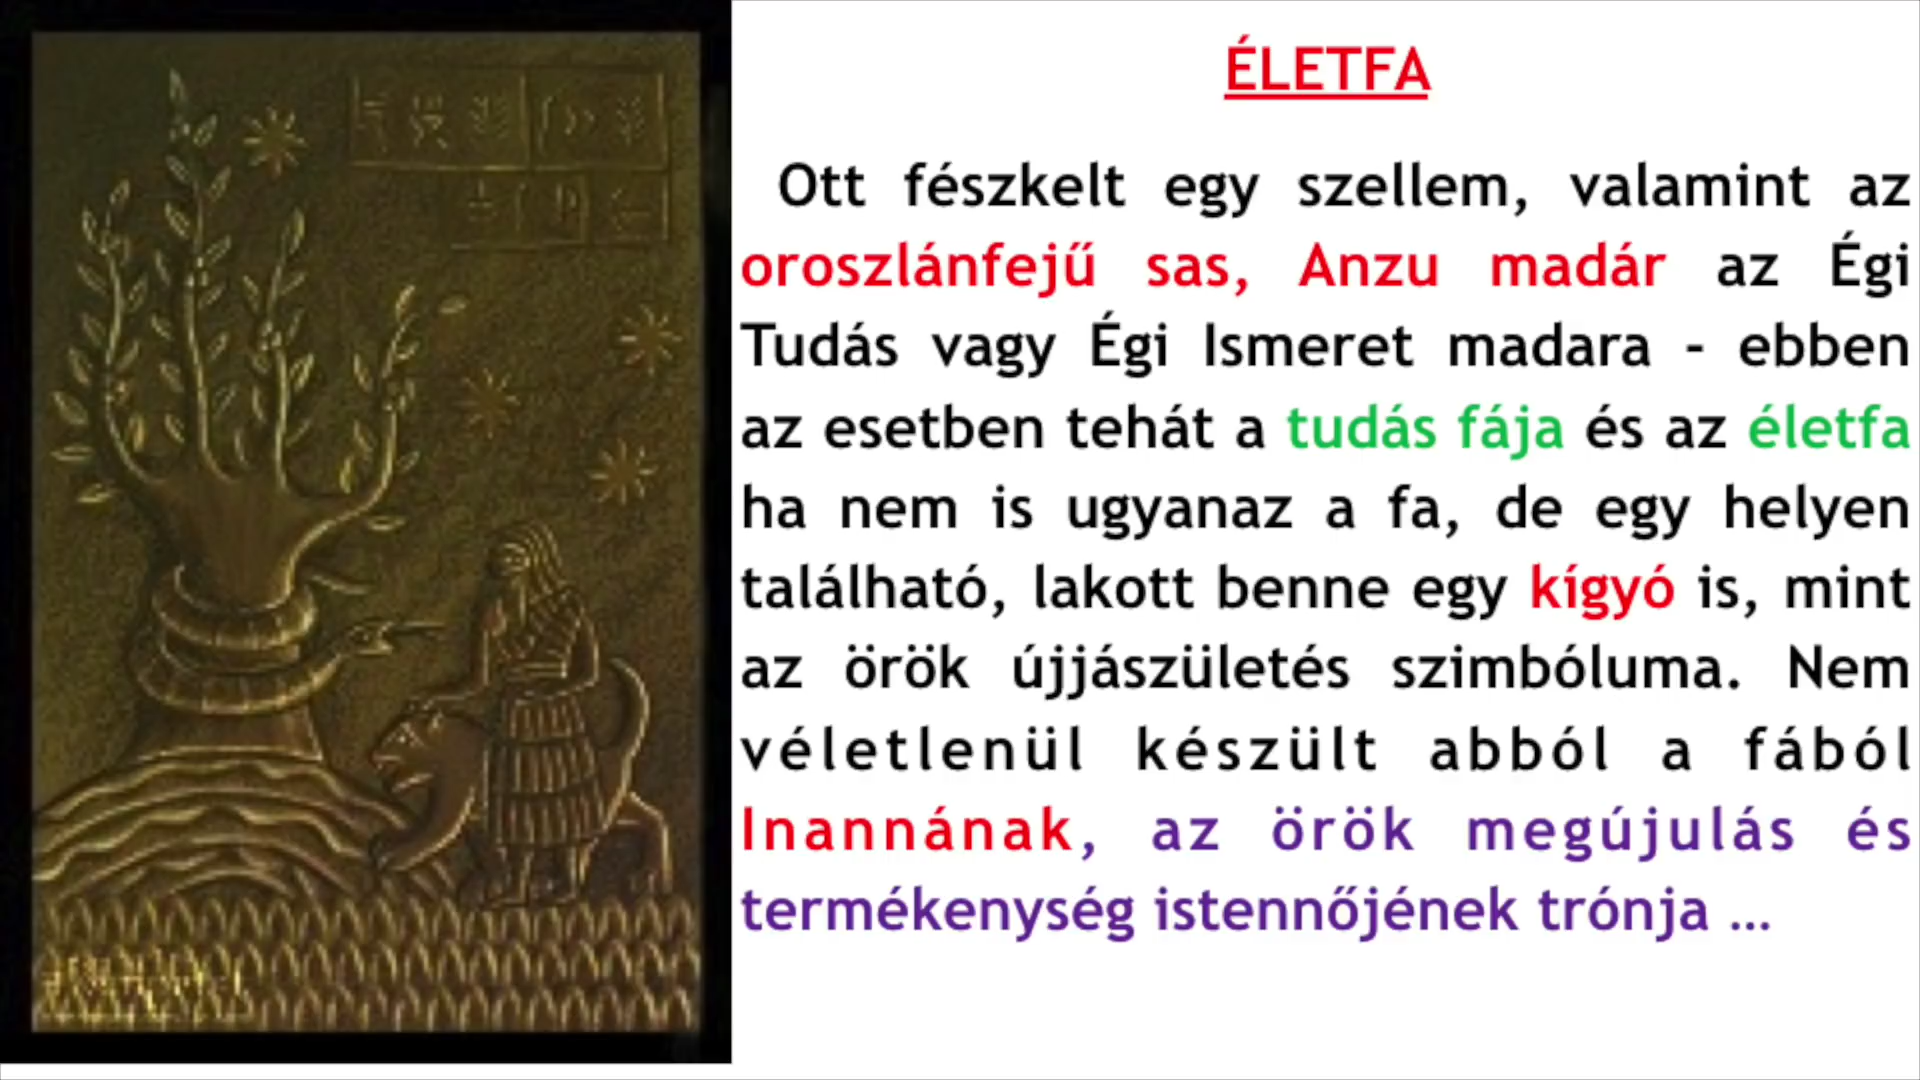 ÉLETFA
Ott fészkelt egy szellem, valamint az
oroszlánfejű sas, Anzu madár az Égi
Tudás vagy Égi Ismeret madara - ebben
az esetben tehát a tudás fája és az életfa
ha nem is ugyanaz a fa, de egy helyen
található, lakott benne egy kígyó is, mint
az örök újjászületés szimbóluma. Nem
véletlenül készült abból a fából
Inannának, az örök megújulás és
termékenység istennőjének trónja ...